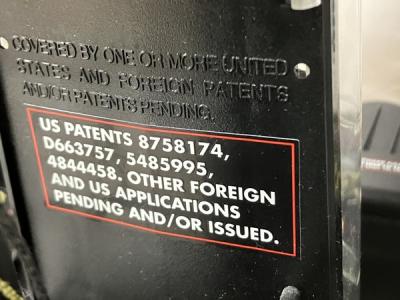 COVERED BY ONE OR MORE UNITED
STATES AND FOREIGN PATENTS
AND/OR PATENTS PENDING.
US PATENTS 8758174,
D663757, 5485995,
4844458. OTHER FOREIGN
AND US APPLICATIONS
PENDING AND/OR ISSUED.